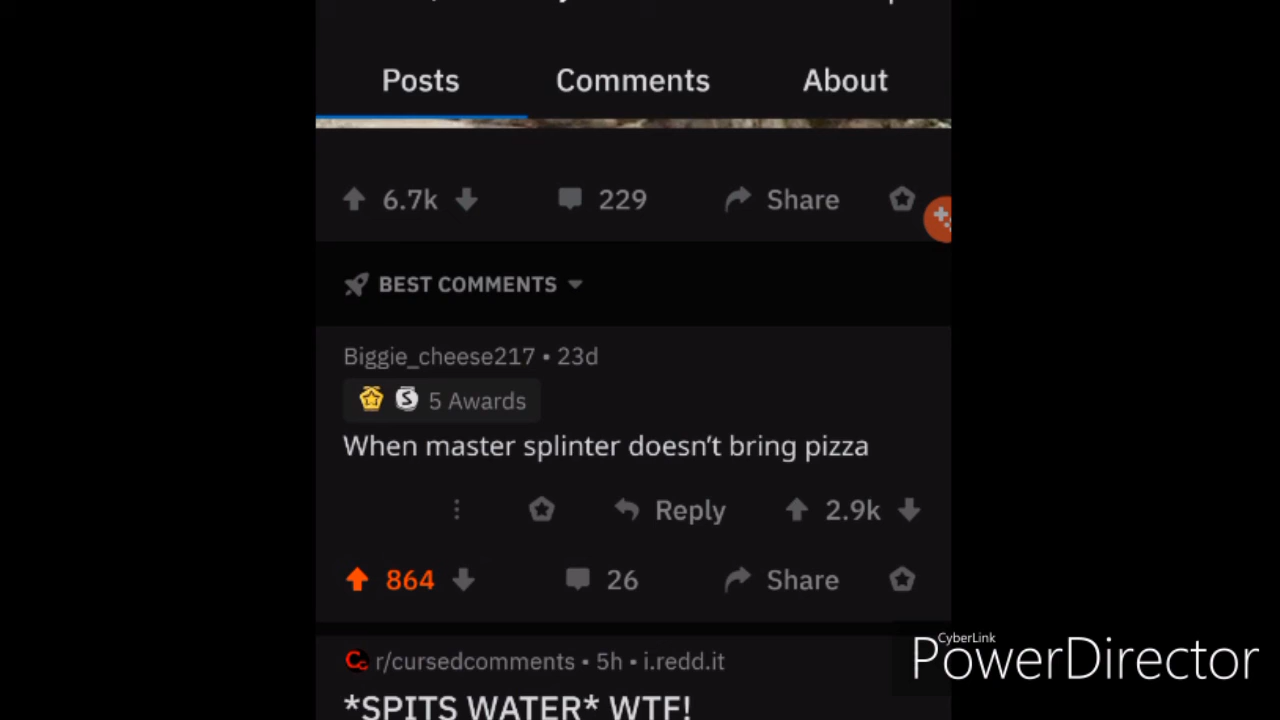 Posts Comments About
6.7k 229 Share
BEST COMMENTS
Biggie_cheese217 • 23d
S 5 Awards
When master splinter doesn't bring pizza
Reply 2.9k
864 26 Share
r/cursedcomments • 5h • i.redd.it
*SPITS WATER* WTF!
CyberLink
PowerDirector